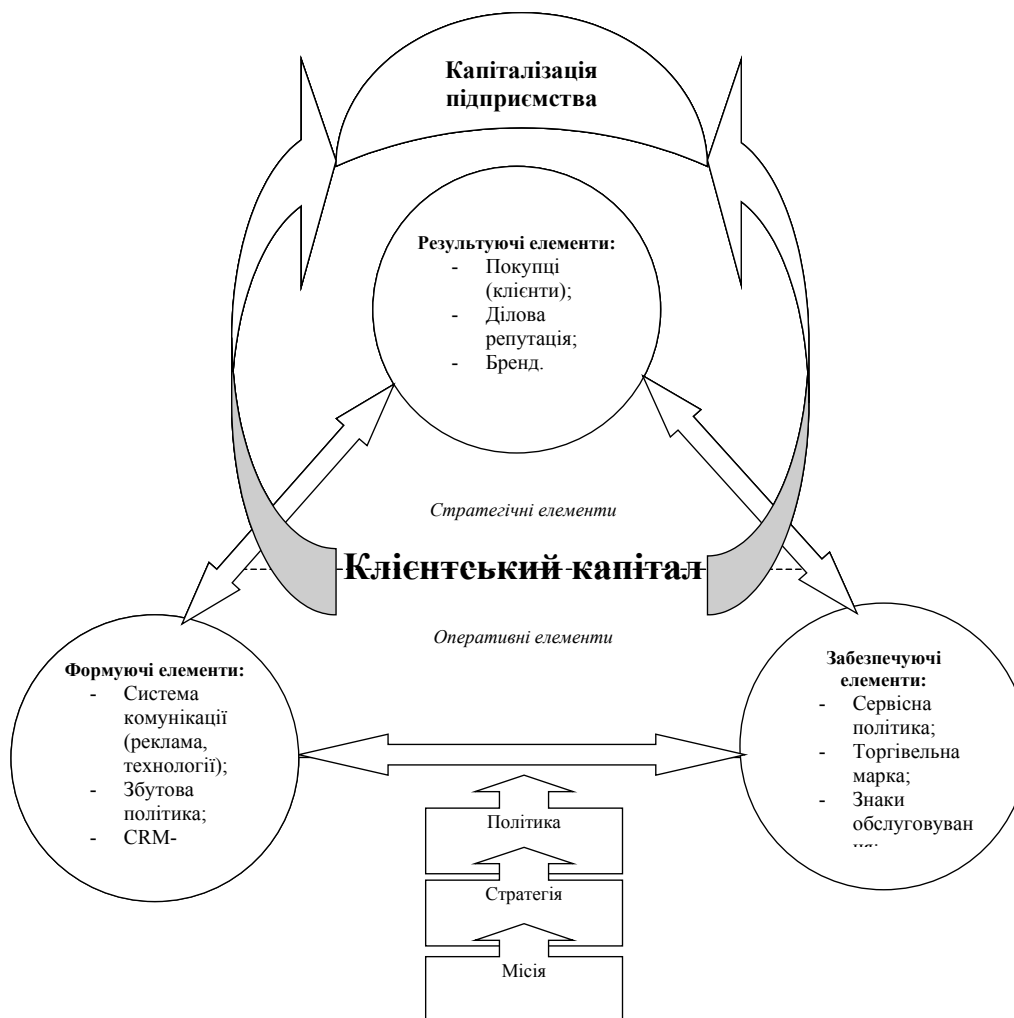 Капіталізація
підприємства
Результуючі елементи:
- Покупці
(клієнти);
- Ділова
репутація;
- Бренд.
Стратегічні елементи
Клієнтський капітал
Оперативні елементи
Формуючі елементи:
- Система
комунікації
(реклама,
технології);
- Збутова
політика;
- CRM-
Забезпечуючі
елементи:
- Сервісна
політика;
- Торгівельна
марка;
- Знаки
обслуговуван
ня;
Політика
Стратегія
Місія